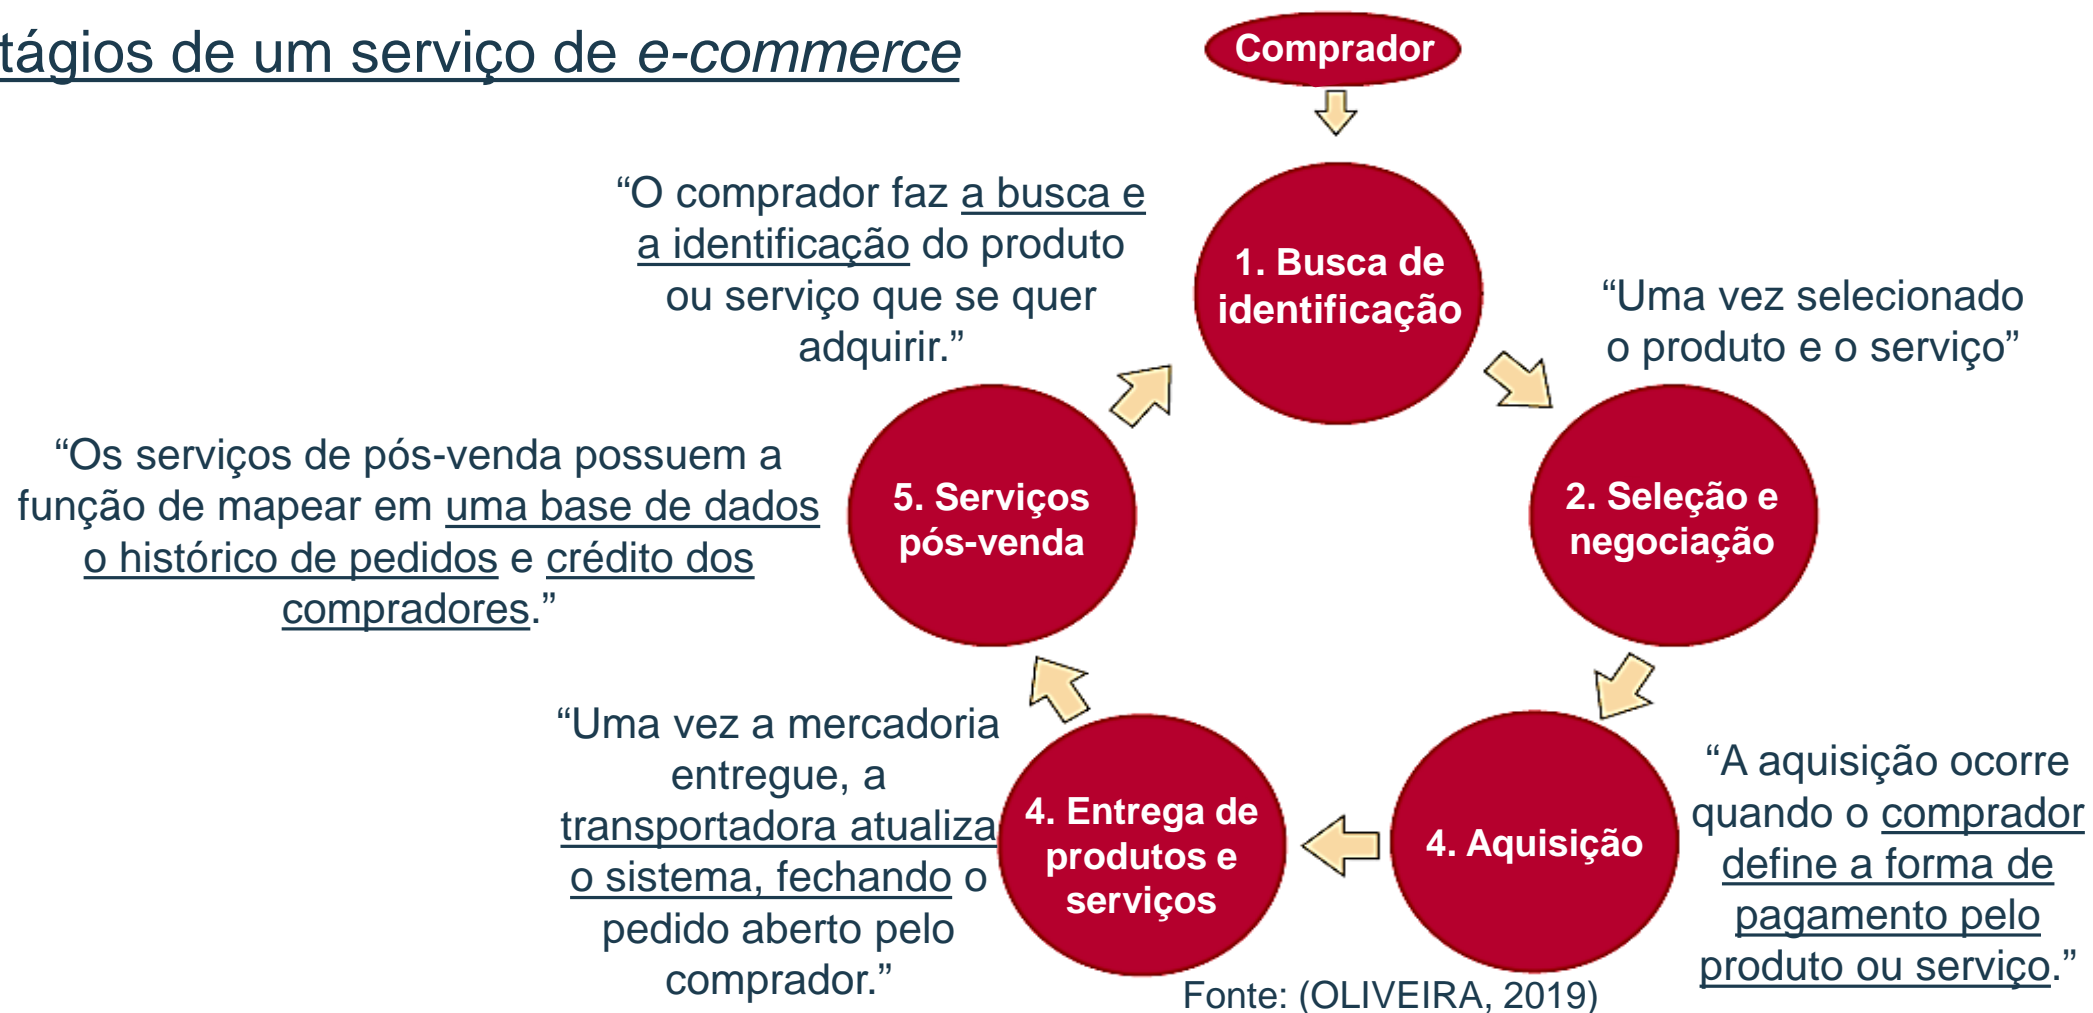 tágios de um serviço de e-commerce
Comprador
“O comprador faz a busca e
a identificação do produto
ou serviço que se quer
adquirir.”
1. Busca de
identificação
“Uma vez selecionado
o produto e o serviço”
2. Seleção e
negociação
“A aquisição ocorre
quando o comprador
define a forma de
pagamento pelo
produto ou serviço.”
4. Aquisição
4. Entrega de
produtos e
serviços
“Uma vez a mercadoria
entregue, a
transportadora atualiza
o sistema, fechando o
pedido aberto pelo
comprador.”
5. Serviços
pós-venda
“Os serviços de pós-venda possuem a
função de mapear em uma base de dados
o histórico de pedidos e crédito dos
compradores.”
Fonte: (OLIVEIRA, 2019)